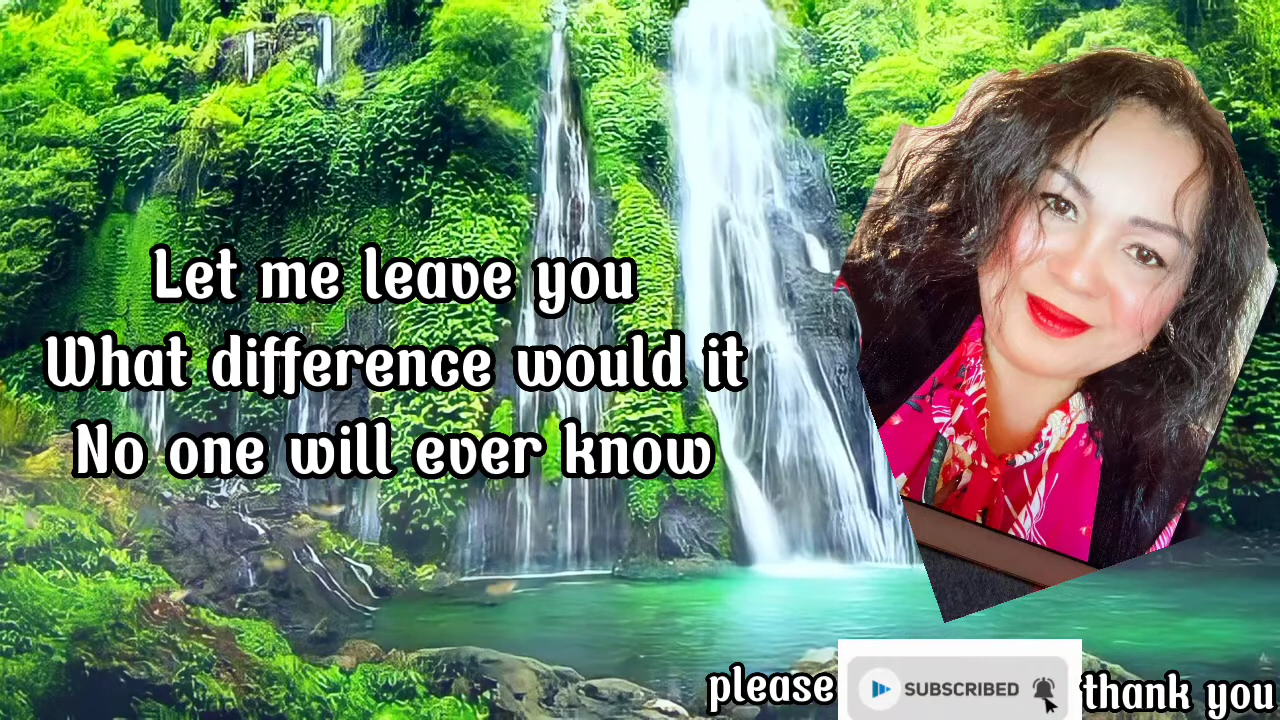 Let me leave you
What difference would it
No one will ever know
please SUBSCRIBED thank you